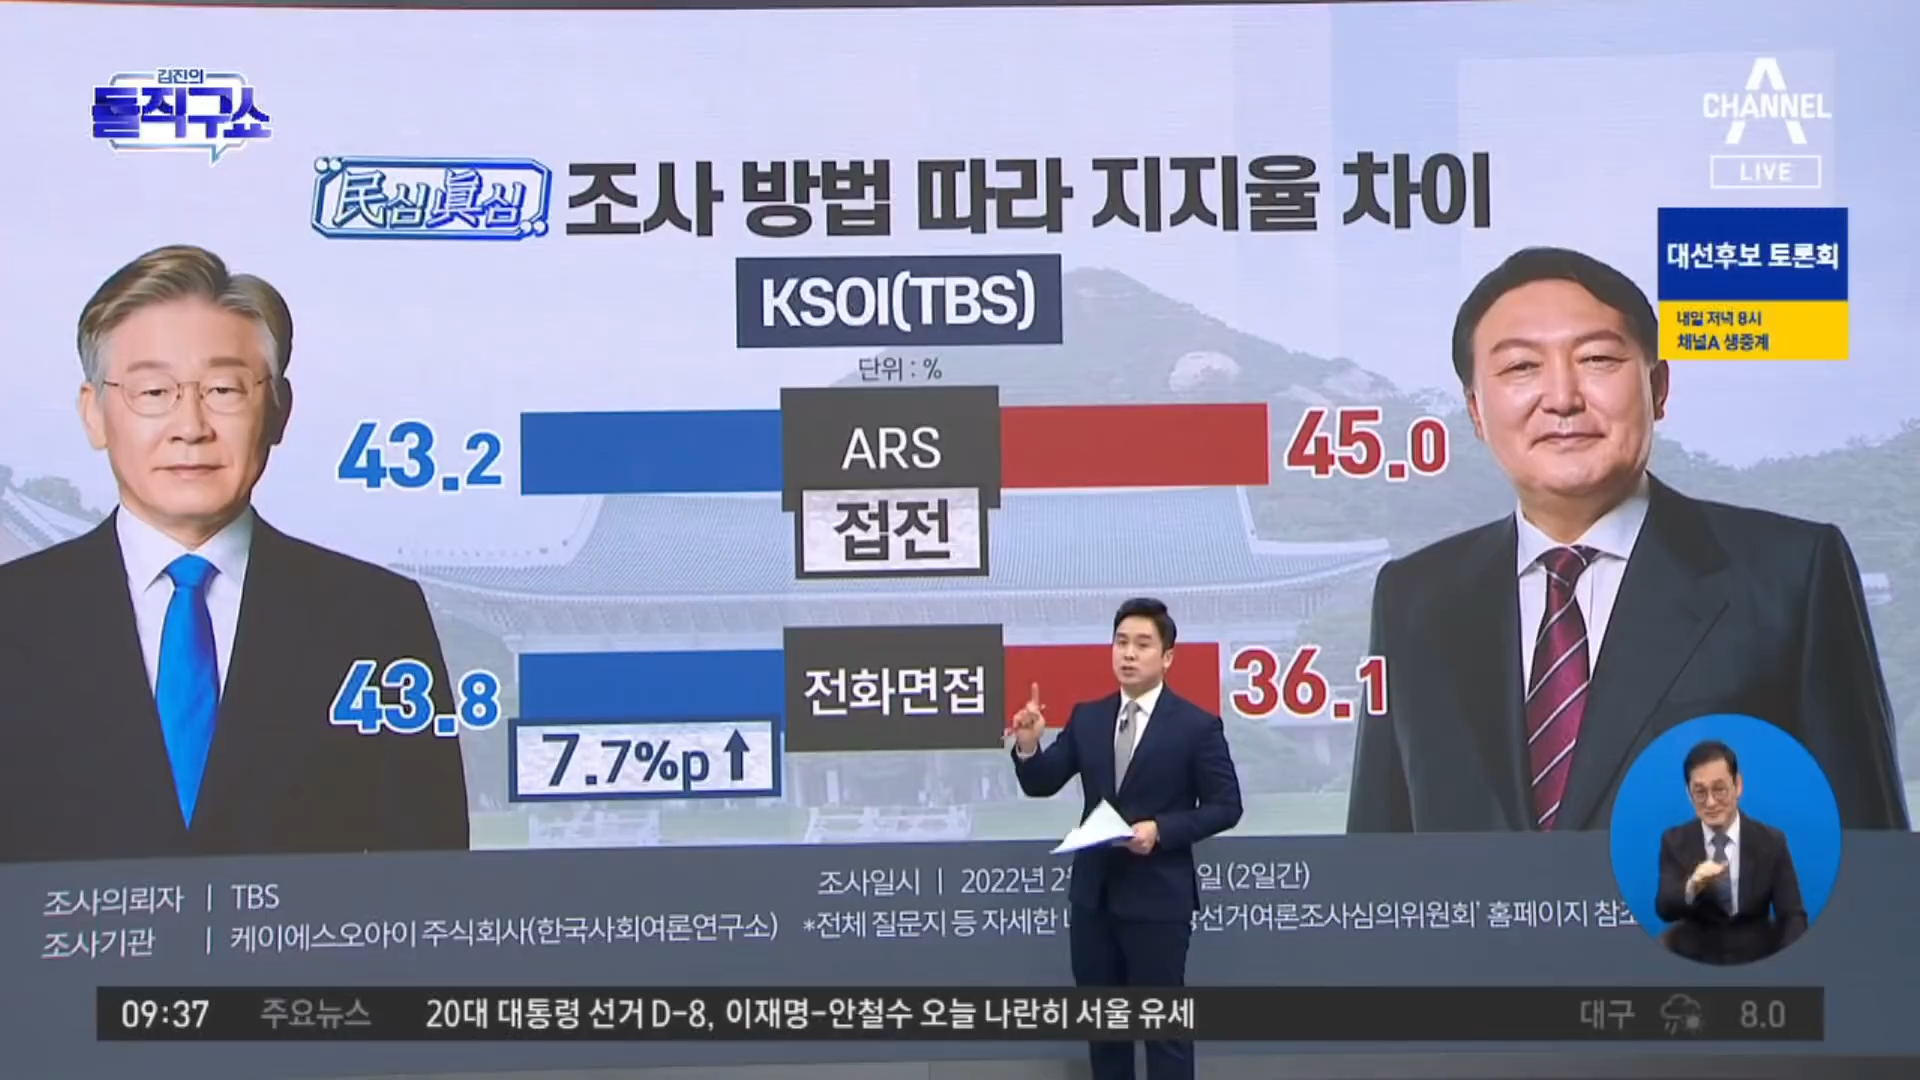 김진의
돌직구쇼
CHANNEL A
LIVE
대선후보 토론회
내일 저녁 8시
채널A 생중계
民심眞심 조사 방법 따라 지지율 차이
KSOI(TBS)
단위 : %
43.2 ARS 45.0
접전
43.8 전화면접 36.1
7.7%p↑
조사의뢰자 | TBS
조사기관 | 케이에스오아이 주식회사(한국사회여론연구소)
조사일시 | 2022년 2 일(2일간)
*전체 질문지 등 자세한 선거여론조사심의위원회' 홈페이지 참조
09:37 주요뉴스 20대 대통령 선거 D-8, 이재명-안철수 오늘 나란히 서울 유세 대구 8.0